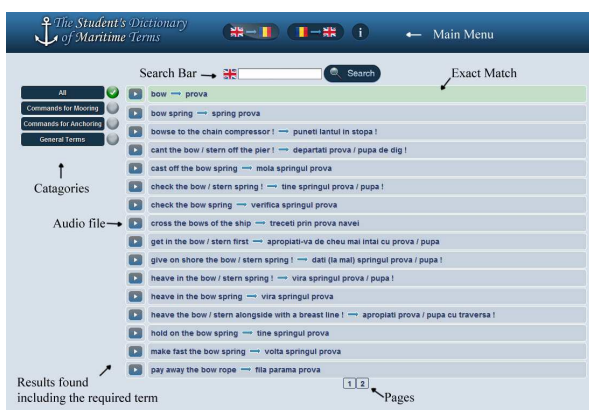 The Student's Dictionary
of Maritime Terms
i
Main Menu
Search Bar
Search
Exact Match
All
Commands for Mooring
Commands for Anchoring
General Terms
Catagories
Audio file
bow → prova
bow spring → spring prova
bowse to the chain compressor ! → puneti lantul in stopa !
cant the bow / stern off the pier ! → departati prova / pupa de dig !
cast off the bow spring → mola springul prova
check the bow / stern spring ! → tine springul prova / pupa !
check the bow spring → verifica springul prova
cross the bows of the ship → treceti prin prova navei
get in the bow / stern first → apropiati-va de cheu mai intai cu prova / pupa
give on shore the bow / stern spring ! → dati (la mal) springul prova / pupa !
heave in the bow / stern spring ! → vira springul prova / pupa !
heave in the bow spring → vira springul prova
heave the bow / stern alongside with a breast line ! → apropiati prova / pupa cu traversa !
hold on the bow spring → tine springul prova
make fast the bow spring → volta springul prova
pay away the bow rope → fila parama prova
Results found
including the required term
1 2
Pages